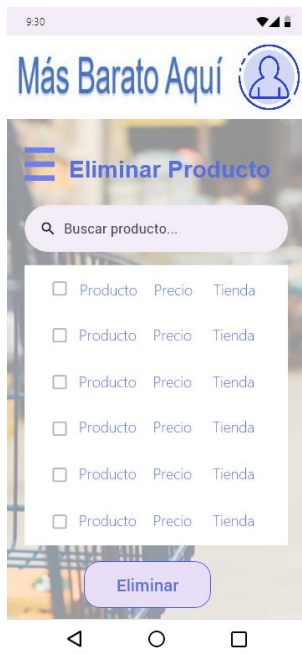 9:30
Más Barato Aquí
Eliminar Producto
Buscar producto...
Producto Precio Tienda
Producto Precio Tienda
Producto Precio Tienda
Producto Precio Tienda
Producto Precio Tienda
Producto Precio Tienda
Eliminar